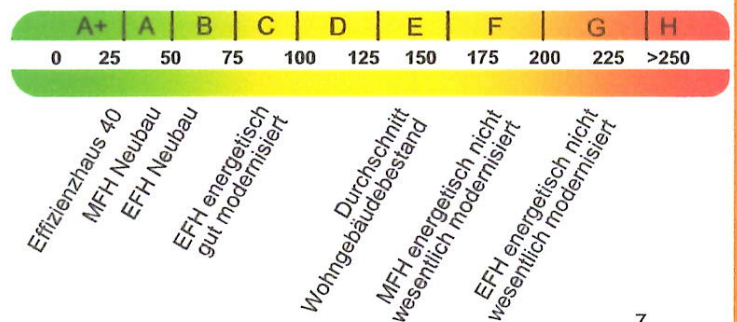 A+ A B C D E F G H
0 25 50 75 100 125 150 175 200 225 >250
Effizienzhaus 40
MFH Neubau
EFH Neubau
EFH energetisch
gut modernisiert
Durchschnitt
Wohngebäudebestand
MFH energetisch nicht
wesentlich modernisiert
EFH energetisch nicht
wesentlich modernisiert
7